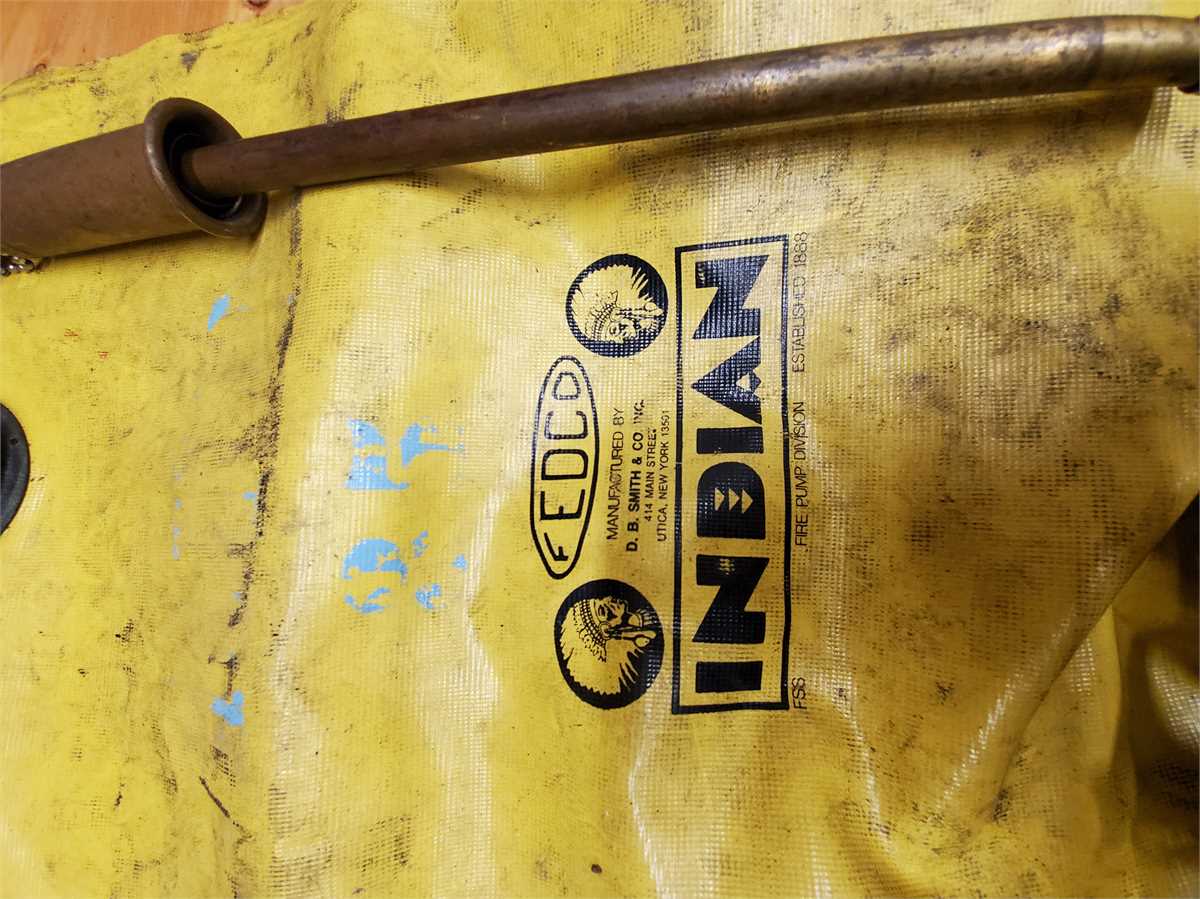 FEDCO
MANUFACTURED BY
D. B. SMITH & CO. INC.
414 MAIN STREET
UTICA, NEW YORK 13501
INDIAN
FSS FIRE PUMP DIVISION ESTABLISHED 1888